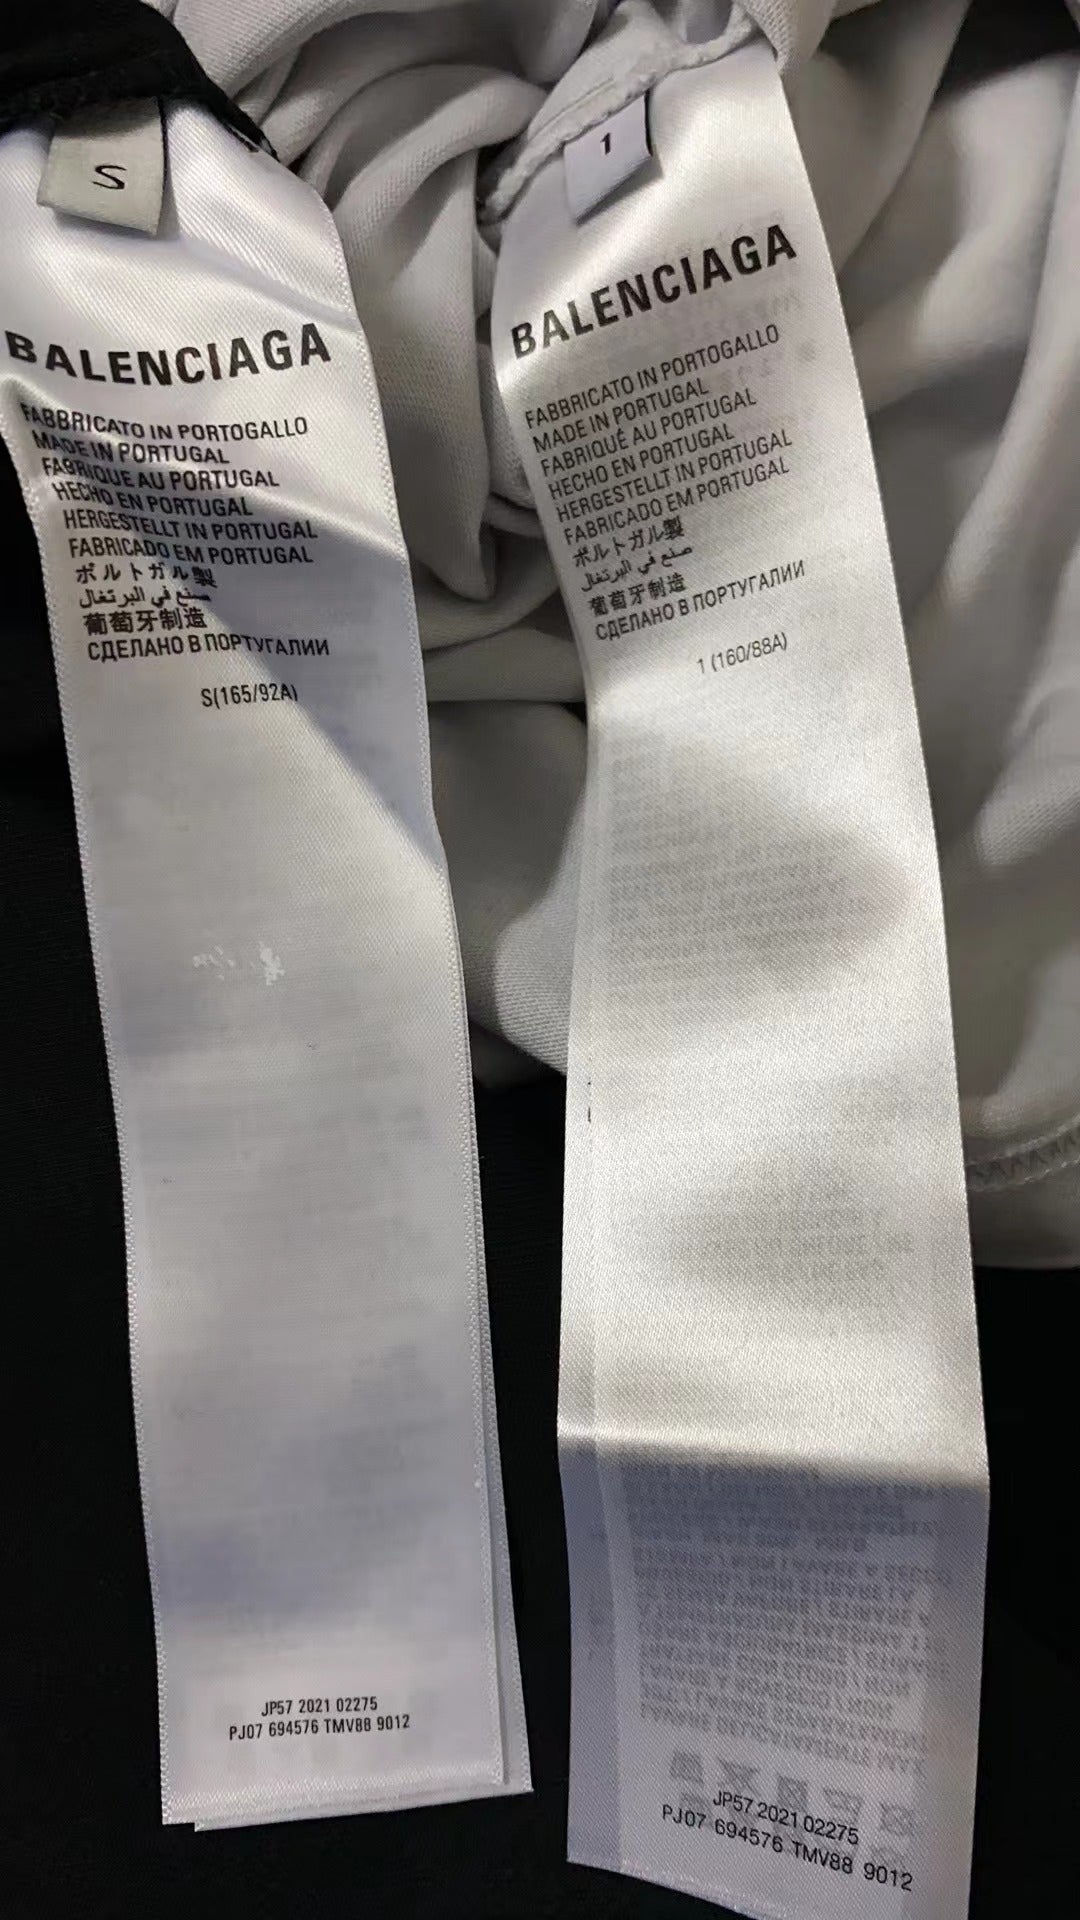 S
BALENCIAGA
FABBRICATO IN PORTOGALLO
MADE IN PORTUGAL
FABRIQUE AU PORTUGAL
HECHO EN PORTUGAL
HERGESTELLT IN PORTUGAL
FABRICADO EM PORTUGAL
ポルトガル製
صنع في البرتغال
葡萄牙制造
СДЕЛАНО В ПОРТУГАЛИИ
S(165/92A)
JP57 2021 02275
PJ07 694576 TMV88 9012
1
BALENCIAGA
FABBRICATO IN PORTOGALLO
MADE IN PORTUGAL
FABRIQUÉ AU PORTUGAL
HECHO EN PORTUGAL
HERGESTELLT IN PORTUGAL
FABRICADO EM PORTUGAL
ポルトガル製
صنع في البرتغال
葡萄牙制造
СДЕЛАНО В ПОРТУГАЛИИ
1 (160/88A)
JP57 2021 02275
PJ07 694576 TMV88 9012